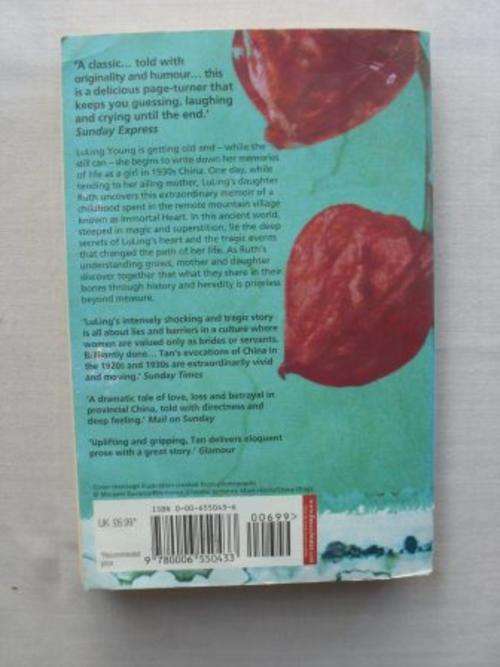 'A classic... told with
originality and humour... this
is a delicious page-turner that
keeps you guessing, laughing
and crying until the end.'
Sunday Express
LuLing Young is getting old and – while she
still can – she begins to write down her memories
of life as a girl in 1930s China. One day, while
tending to her ailing mother, LuLing's daughter
Ruth uncovers this extraordinary memoir of a
childhood spent in the remote mountain village
known as Immortal Heart. In this ancient world,
steeped in magic and superstition, lie the deep
secrets of LuLing's heart and the tragic events
that changed the path of her life. As Ruth's
understanding grows, mother and daughter
discover together that what they share in their
bones through history and heredity is priceless
beyond measure.
'LuLing's intensely shocking and tragic story
is all about lies and barriers in a culture where
women are valued only as brides or servants.
Brilliantly done... Tan's evocations of China in
the 1920s and 1930s are extraordinarily vivid
and moving.' Sunday Times
'A dramatic tale of love, loss and betrayal in
provincial China, told with directness and
deep feeling.' Mail on Sunday
'Uplifting and gripping, Tan delivers eloquent
prose with a great story.' Glamour
UK £6.99*
*Recommended
price
ISBN 0-00-655043-6
00699>
9 780006 550433